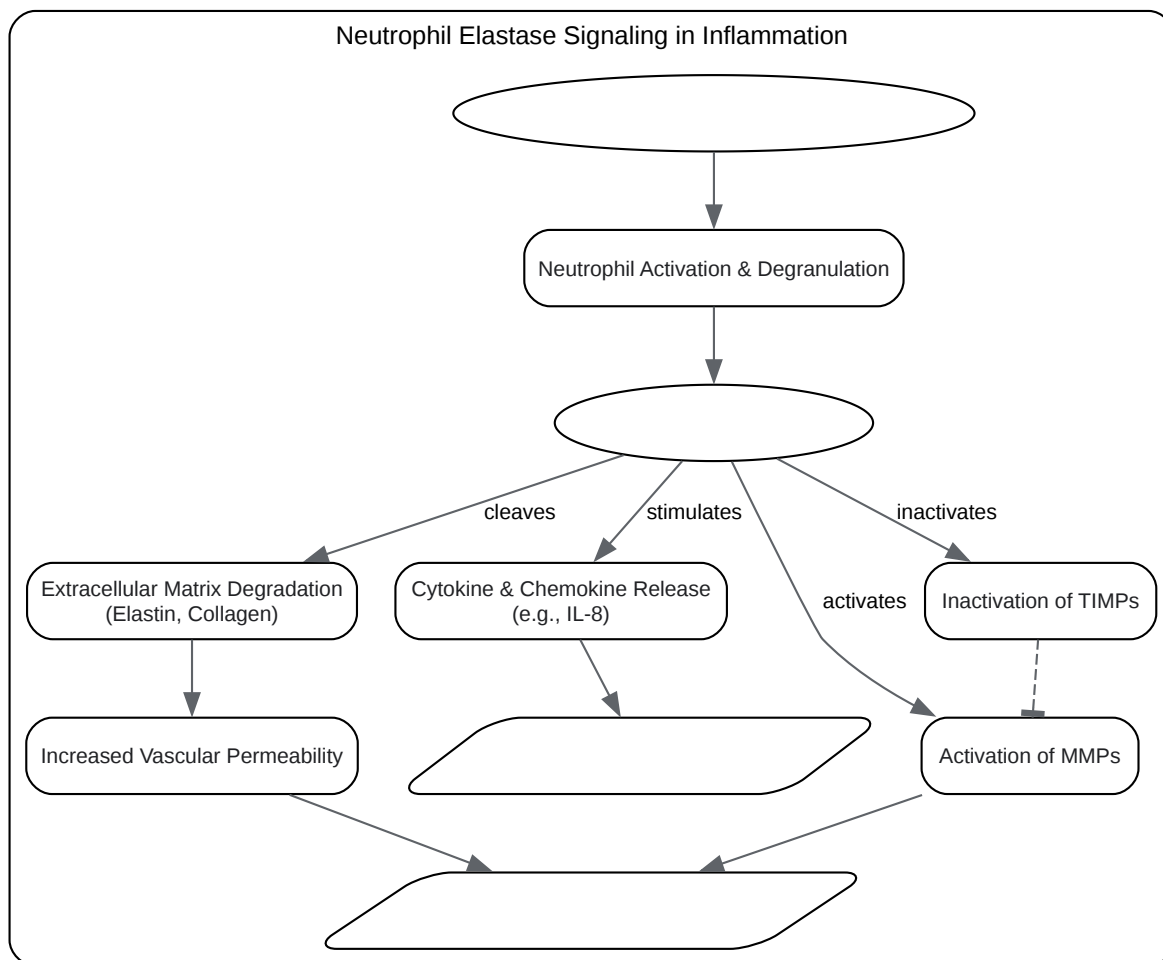 Neutrophil Elastase Signaling in Inflammation
Neutrophil Activation & Degranulation
cleaves
stimulates
inactivates
Extracellular Matrix Degradation
(Elastin, Collagen)
Cytokine & Chemokine Release
(e.g., IL-8)
activates
Inactivation of TIMPs
Increased Vascular Permeability
Activation of MMPs